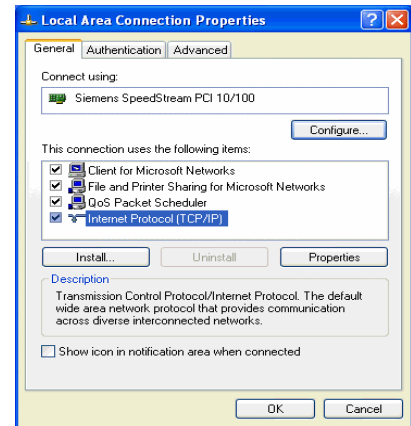 Local Area Connection Properties
General Authentication Advanced
Connect using:
Siemens SpeedStream PCI 10/100
Configure...
This connection uses the following items:
Client for Microsoft Networks
File and Printer Sharing for Microsoft Networks
QoS Packet Scheduler
Internet Protocol (TCP/IP)
Install... Uninstall Properties
Description
Transmission Control Protocol/Internet Protocol. The default
wide area network protocol that provides communication
across diverse interconnected networks.
Show icon in notification area when connected
OK Cancel